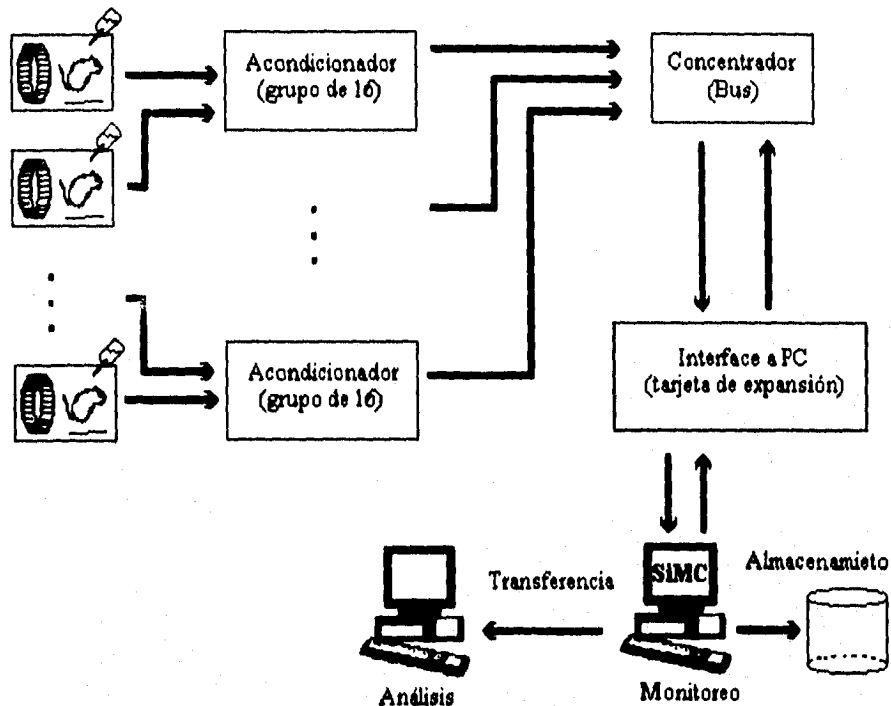 Acondicionador
(grupo de 16)
Concentrador
(Bus)
Acondicionador
(grupo de 16)
Interface a PC
(tarjeta de expansión)
Transferencia
SiMC
Almacenamieto
Análisis
Monitoreo